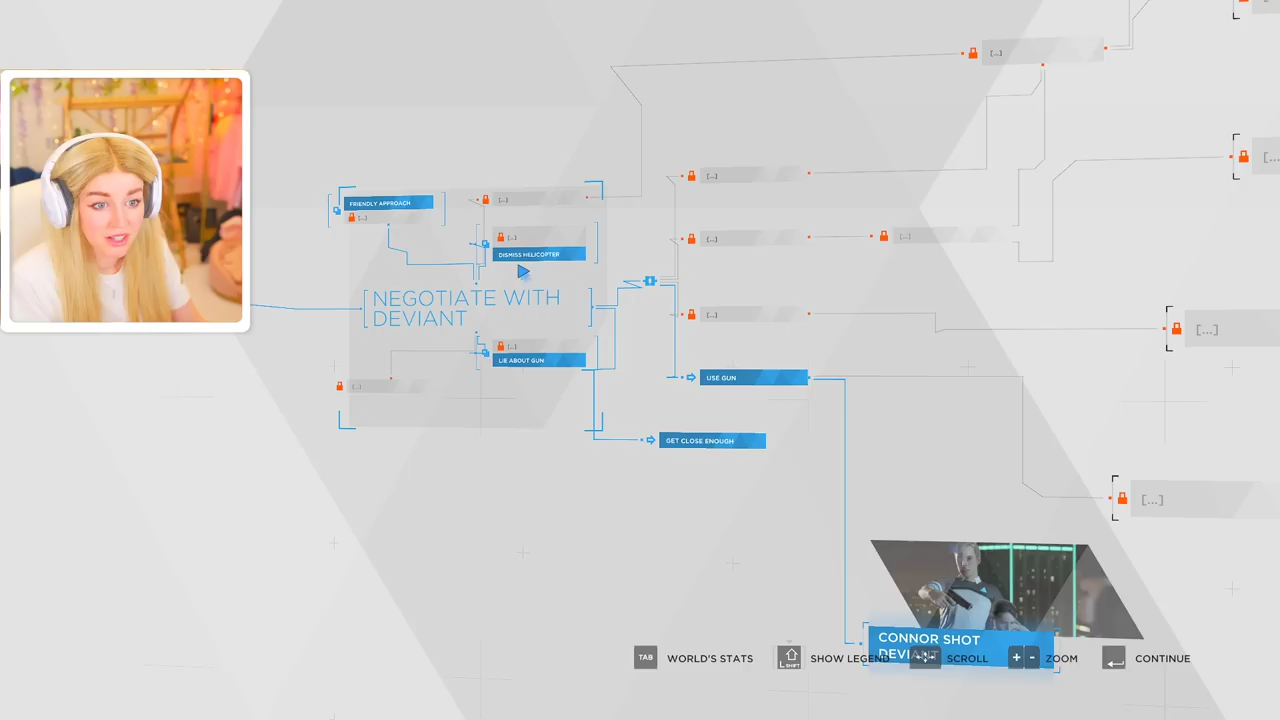 [...]
[...]
[...]
[...]
FRIENDLY APPROACH
[...]
[...]
[...]
DISMISS HELICOPTER
[...]
[...]
NEGOTIATE WITH
DEVIANT
[...]
[...]
[...]
LIE ABOUT GUN
USE GUN
[...]
GET CLOSE ENOUGH
[...]
CONNOR SHOT
DEVIANT
TAB WORLD'S STATS
L SHIFT SHOW LEGEND
SCROLL
+ - ZOOM
CONTINUE